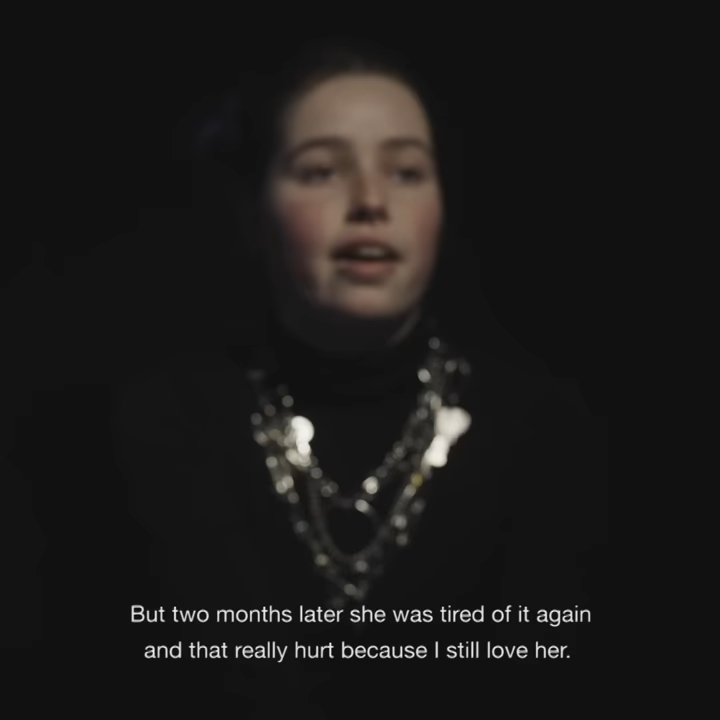 But two months later she was tired of it again
and that really hurt because I still love her.